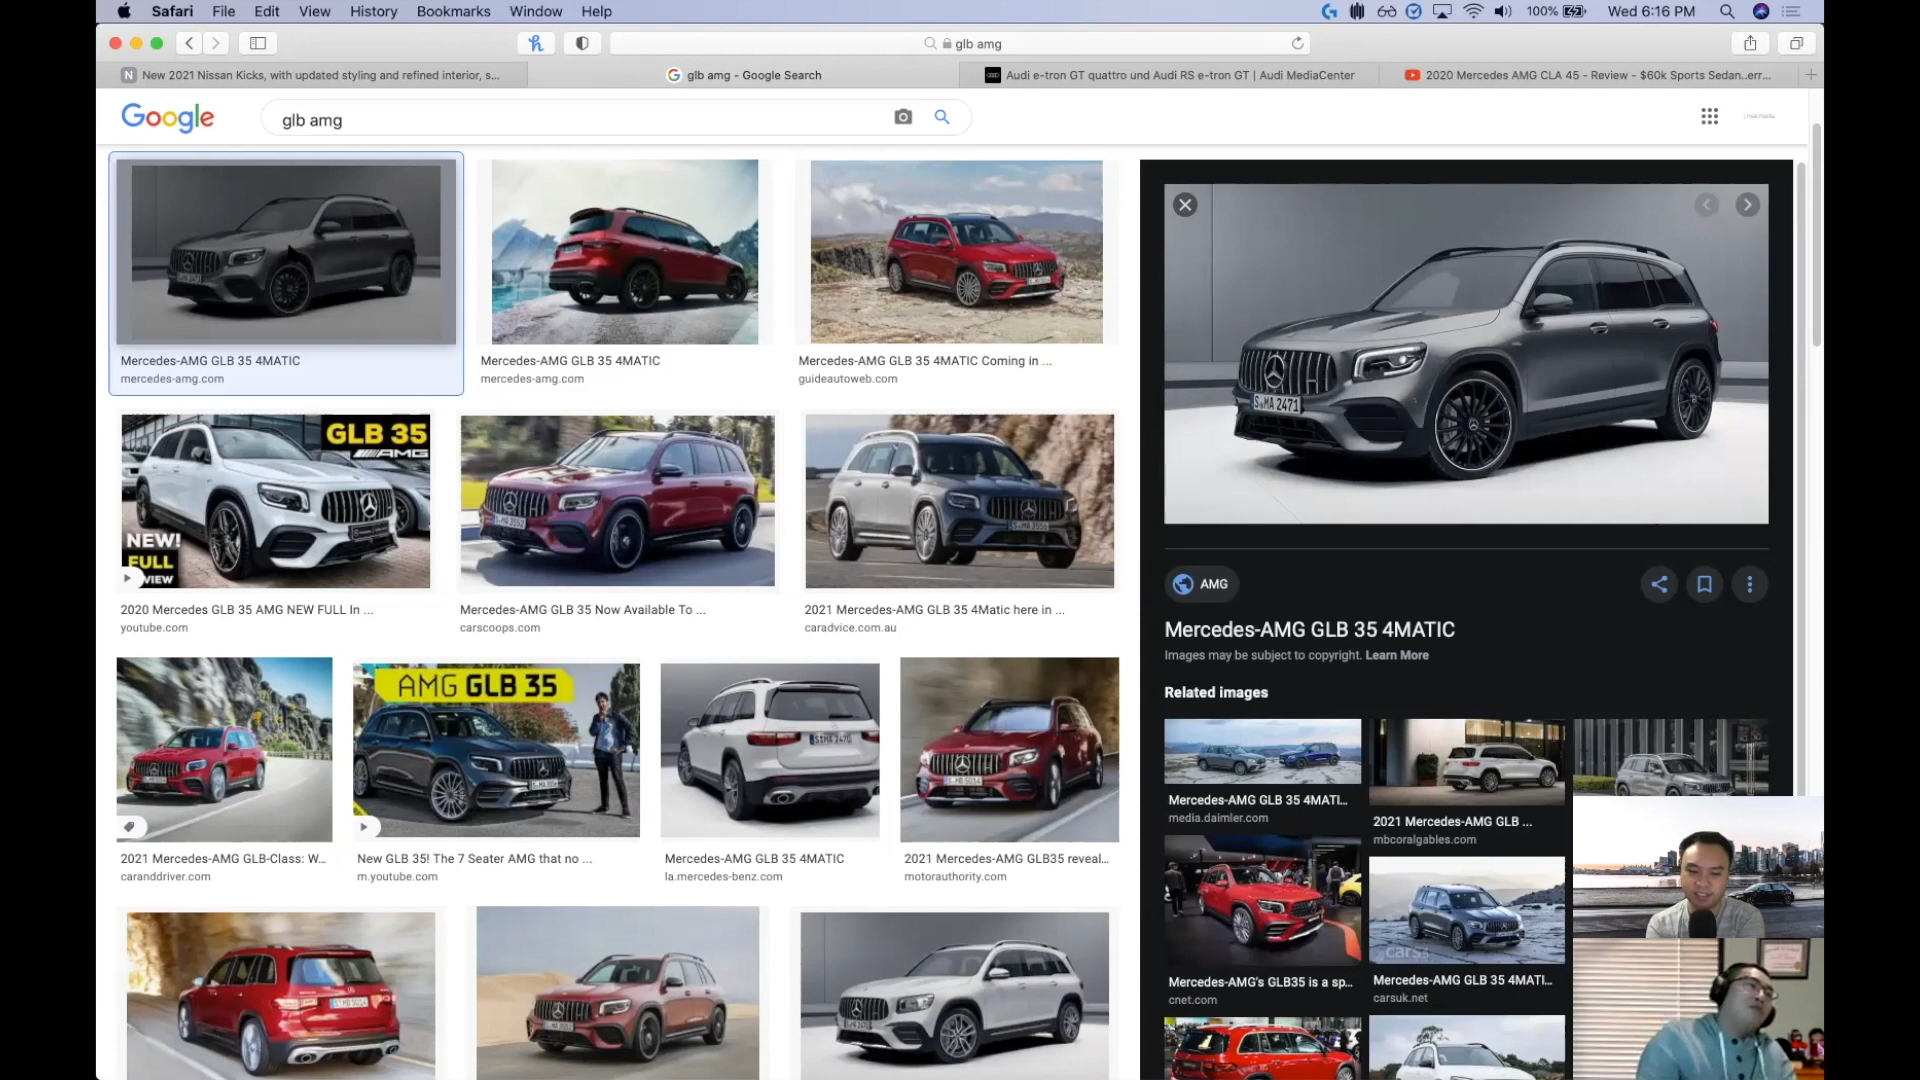 Safari File Edit View History Bookmarks Window Help
100% Wed 6:16 PM
glb amg
New 2021 Nissan Kicks, with updated styling and refined interior, s...
glb amg - Google Search
Audi e-tron GT quattro und Audi RS e-tron GT | Audi MediaCenter
2020 Mercedes AMG CLA 45 - Review - $60k Sports Sedan..err...
Google
glb amg
Mercedes-AMG GLB 35 4MATIC
mercedes-amg.com
Mercedes-AMG GLB 35 4MATIC
mercedes-amg.com
Mercedes-AMG GLB 35 4MATIC Coming in ...
guideautoweb.com
GLB 35
AMG
NEW!
FULL
VIEW
2020 Mercedes GLB 35 AMG NEW FULL In ...
youtube.com
Mercedes-AMG GLB 35 Now Available To ...
carscoops.com
2021 Mercedes-AMG GLB 35 4Matic here in ...
caradvice.com.au
2021 Mercedes-AMG GLB-Class: W...
caranddriver.com
AMG GLB 35
New GLB 35! The 7 Seater AMG that no ...
m.youtube.com
S MA 2470
Mercedes-AMG GLB 35 4MATIC
la.mercedes-benz.com
2021 Mercedes-AMG GLB35 reveal...
motorauthority.com
S MA 2471
AMG
Mercedes-AMG GLB 35 4MATIC
Images may be subject to copyright. Learn More
Related images
Mercedes-AMG GLB 35 4MATI...
media.daimler.com
2021 Mercedes-AMG GLB ...
mbcoralgables.com
Mercedes-AMG's GLB35 is a sp...
cnet.com
cars
Mercedes-AMG GLB 35 4MATI...
carsuk.net